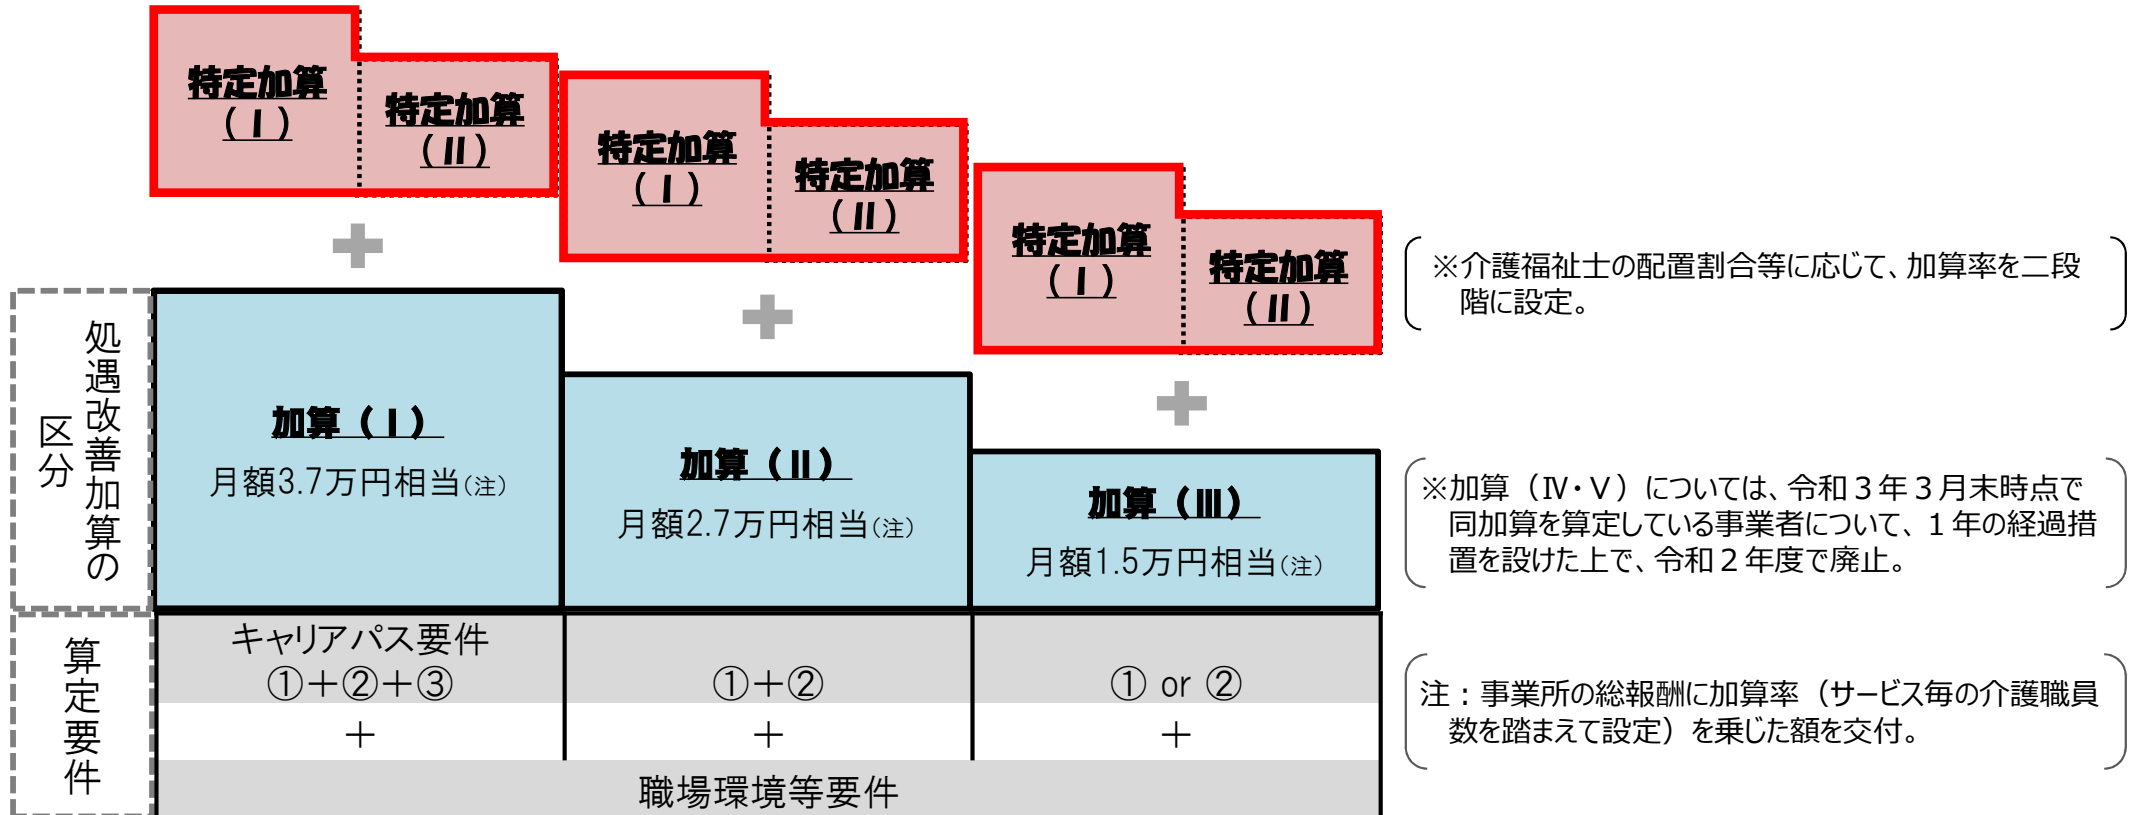 特定加算
(Ⅰ)
特定加算
(Ⅱ)
特定加算
(Ⅰ)
特定加算
(Ⅱ)
特定加算
(Ⅰ)
特定加算
(Ⅱ)
※介護福祉士の配置割合等に応じて、加算率を二段
階に設定。
処遇改善加算の
区分
加算（Ⅰ）
月額3.7万円相当(注)
加算（Ⅱ）
月額2.7万円相当(注)
加算（Ⅲ）
月額1.5万円相当(注)
※加算（Ⅳ・Ⅴ）については、令和３年３月末時点で
同加算を算定している事業者について、１年の経過措
置を設けた上で、令和２年度で廃止。
算定要件
キャリアパス要件
①＋②＋③
①＋②
① or ②
＋
＋
＋
職場環境等要件
注：事業所の総報酬に加算率（サービス毎の介護職員
数を踏まえて設定）を乗じた額を交付。